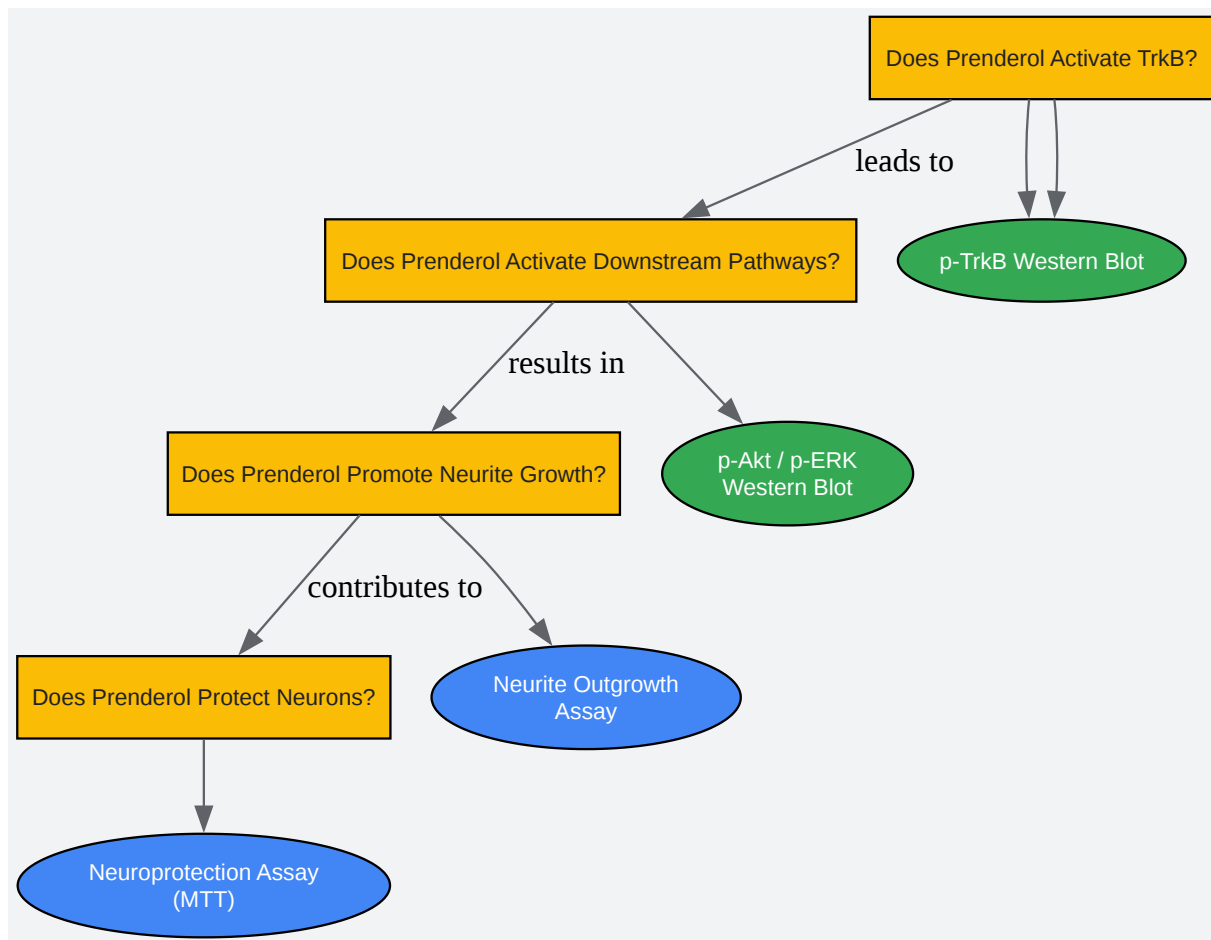 Does Prenderol Activate TrkB?
leads to
Does Prenderol Activate Downstream Pathways?
p-TrkB Western Blot
results in
Does Prenderol Promote Neurite Growth?
p-Akt / p-ERK
Western Blot
contributes to
Does Prenderol Protect Neurons?
Neurite Outgrowth
Assay
Neuroprotection Assay
(MTT)